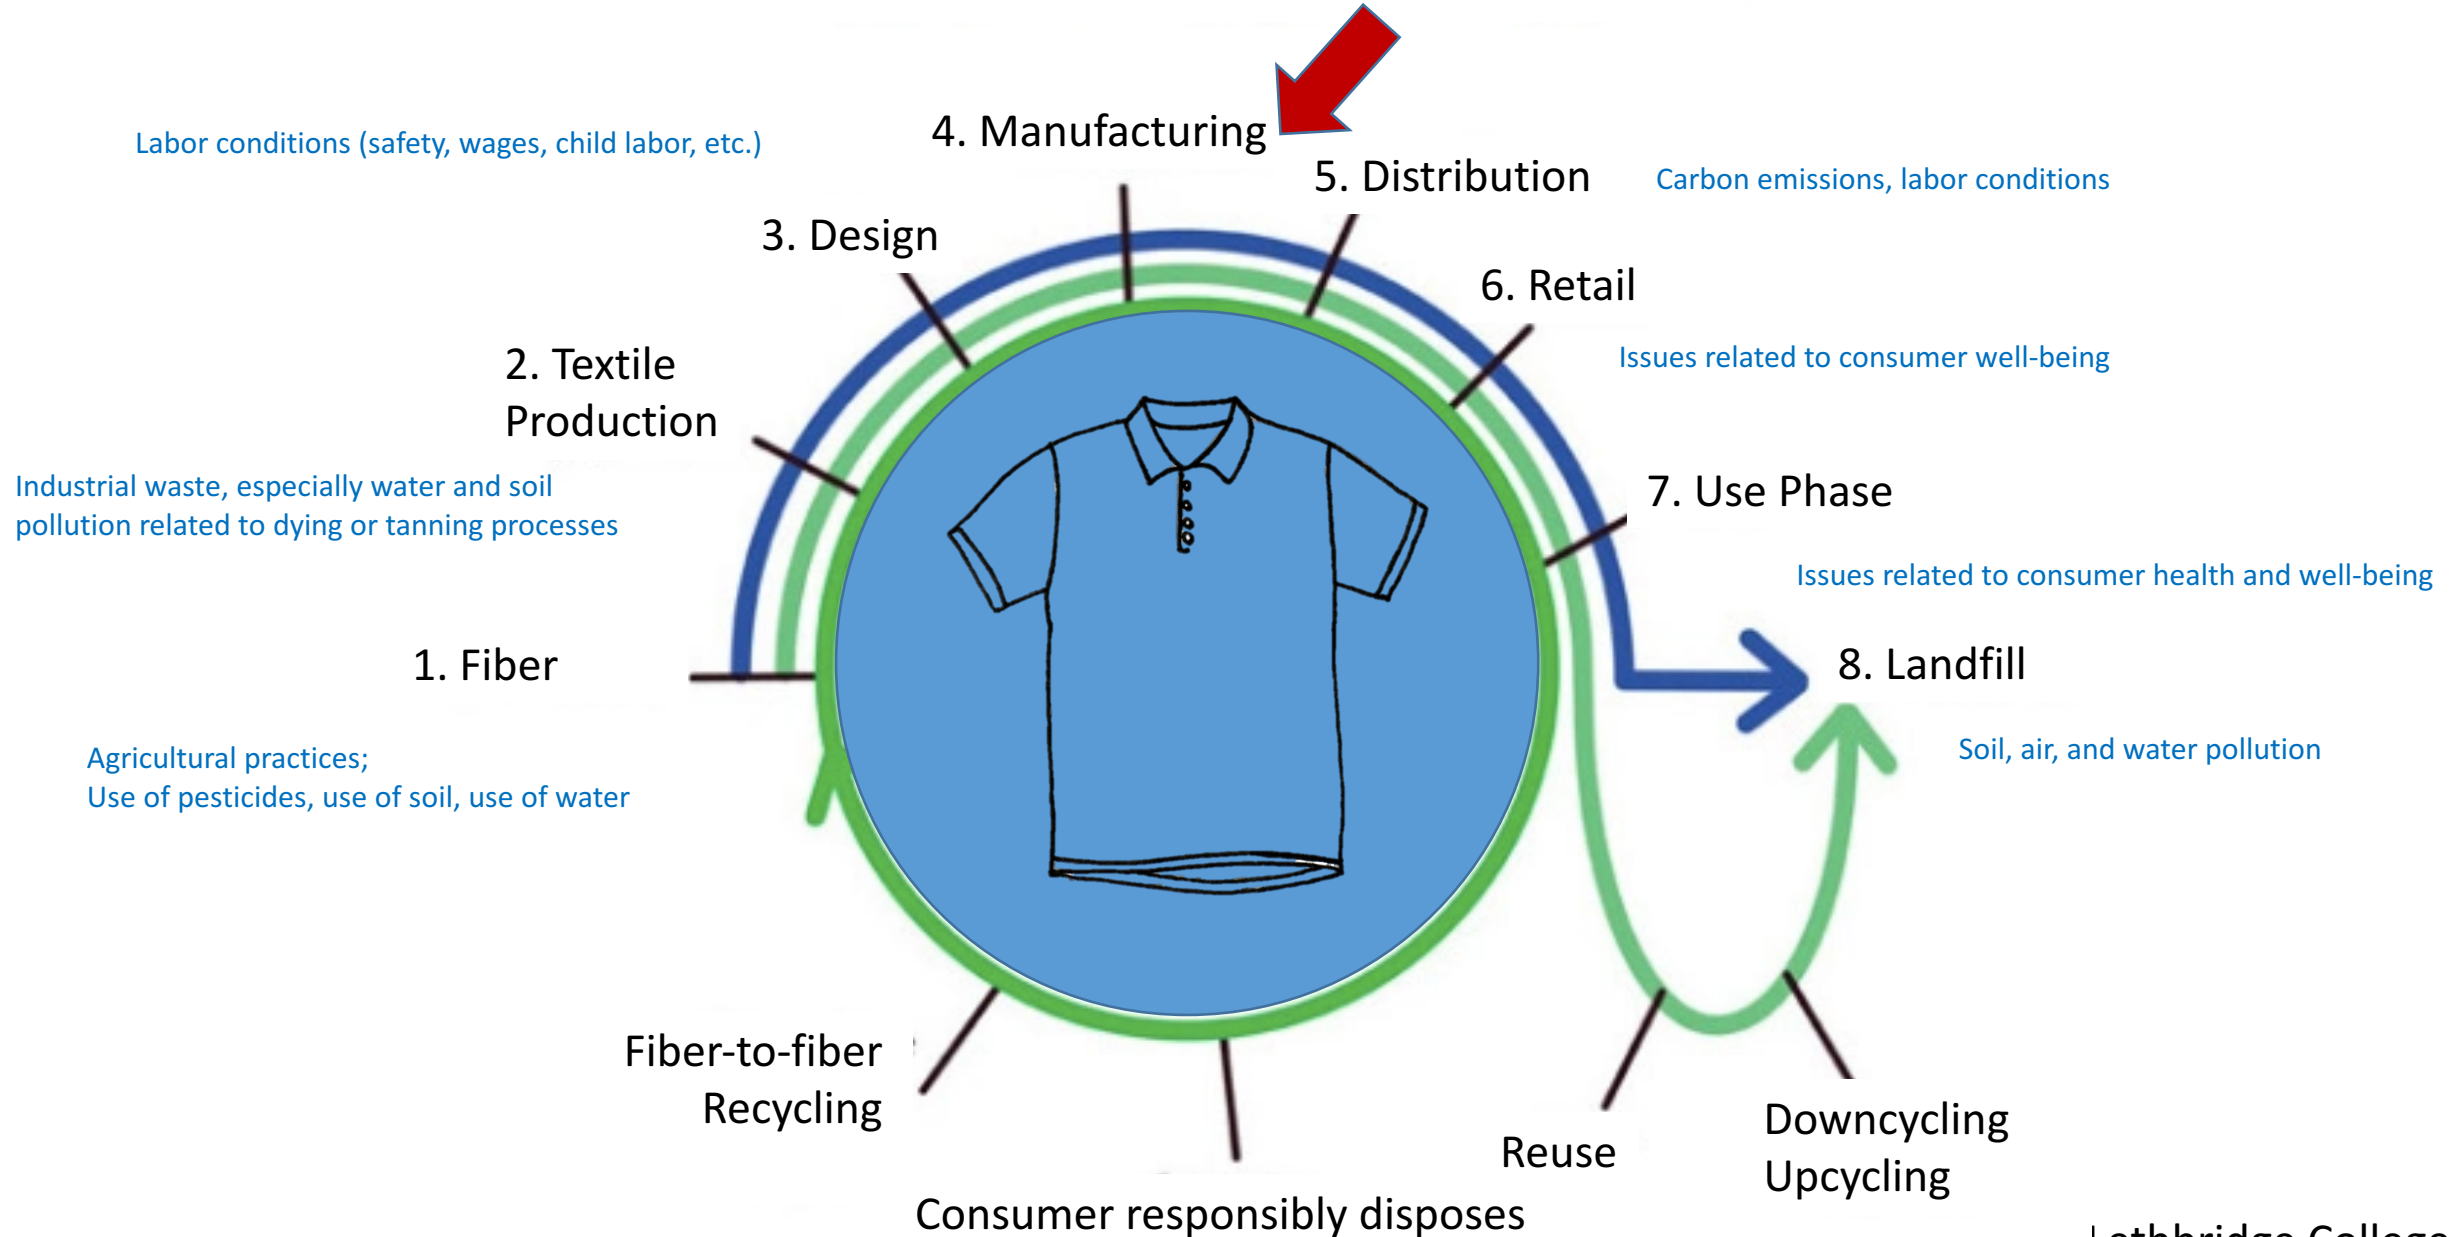 4. Manufacturing
Labor conditions (safety, wages, child labor, etc.)
5. Distribution
Carbon emissions, labor conditions
3. Design
6. Retail
2. Textile
Production
Issues related to consumer well-being
Industrial waste, especially water and soil
pollution related to dying or tanning processes
7. Use Phase
Issues related to consumer health and well-being
1. Fiber
8. Landfill
Agricultural practices;
Use of pesticides, use of soil, use of water
Soil, air, and water pollution
Fiber-to-fiber
Recycling
Reuse
Downcycling
Upcycling
Consumer responsibly disposes
Lethbridge College